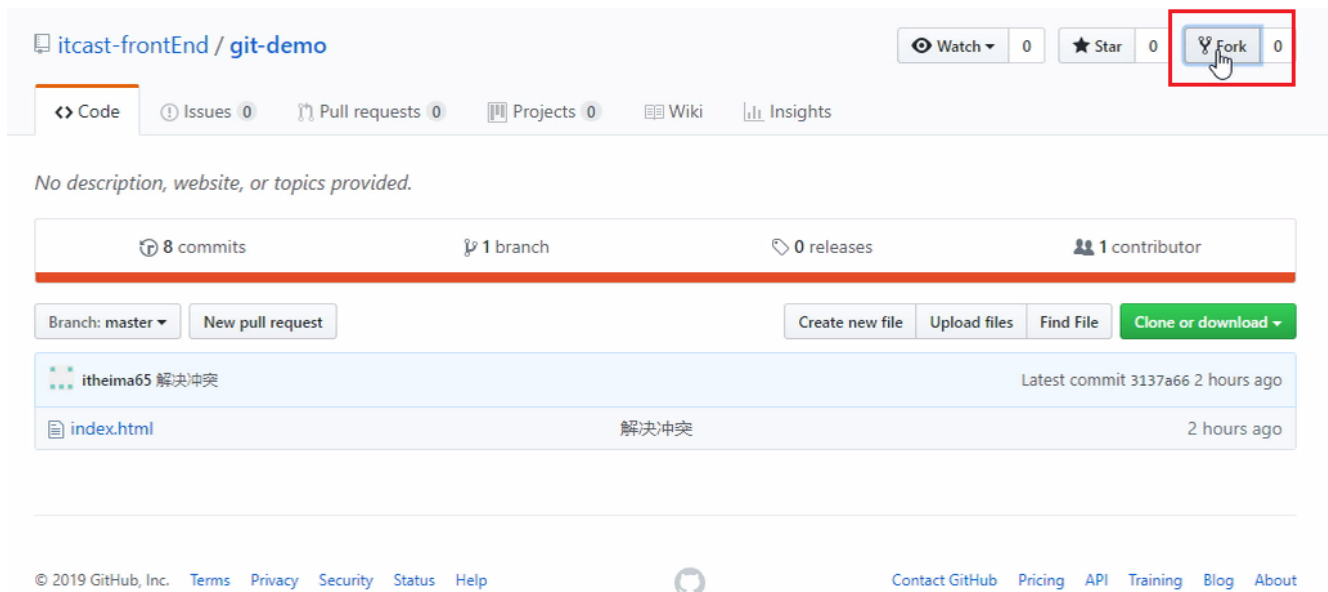 itcast-frontEnd / git-demo
Watch 0 Star 0 Fork 0
Code Issues 0 Pull requests 0 Projects 0 Wiki Insights
No description, website, or topics provided.
8 commits 1 branch 0 releases 1 contributor
Branch: master New pull request Create new file Upload files Find File Clone or download
itheima65 解决冲突 Latest commit 3137a66 2 hours ago
index.html 解决冲突 2 hours ago
© 2019 GitHub, Inc. Terms Privacy Security Status Help Contact GitHub Pricing API Training Blog About